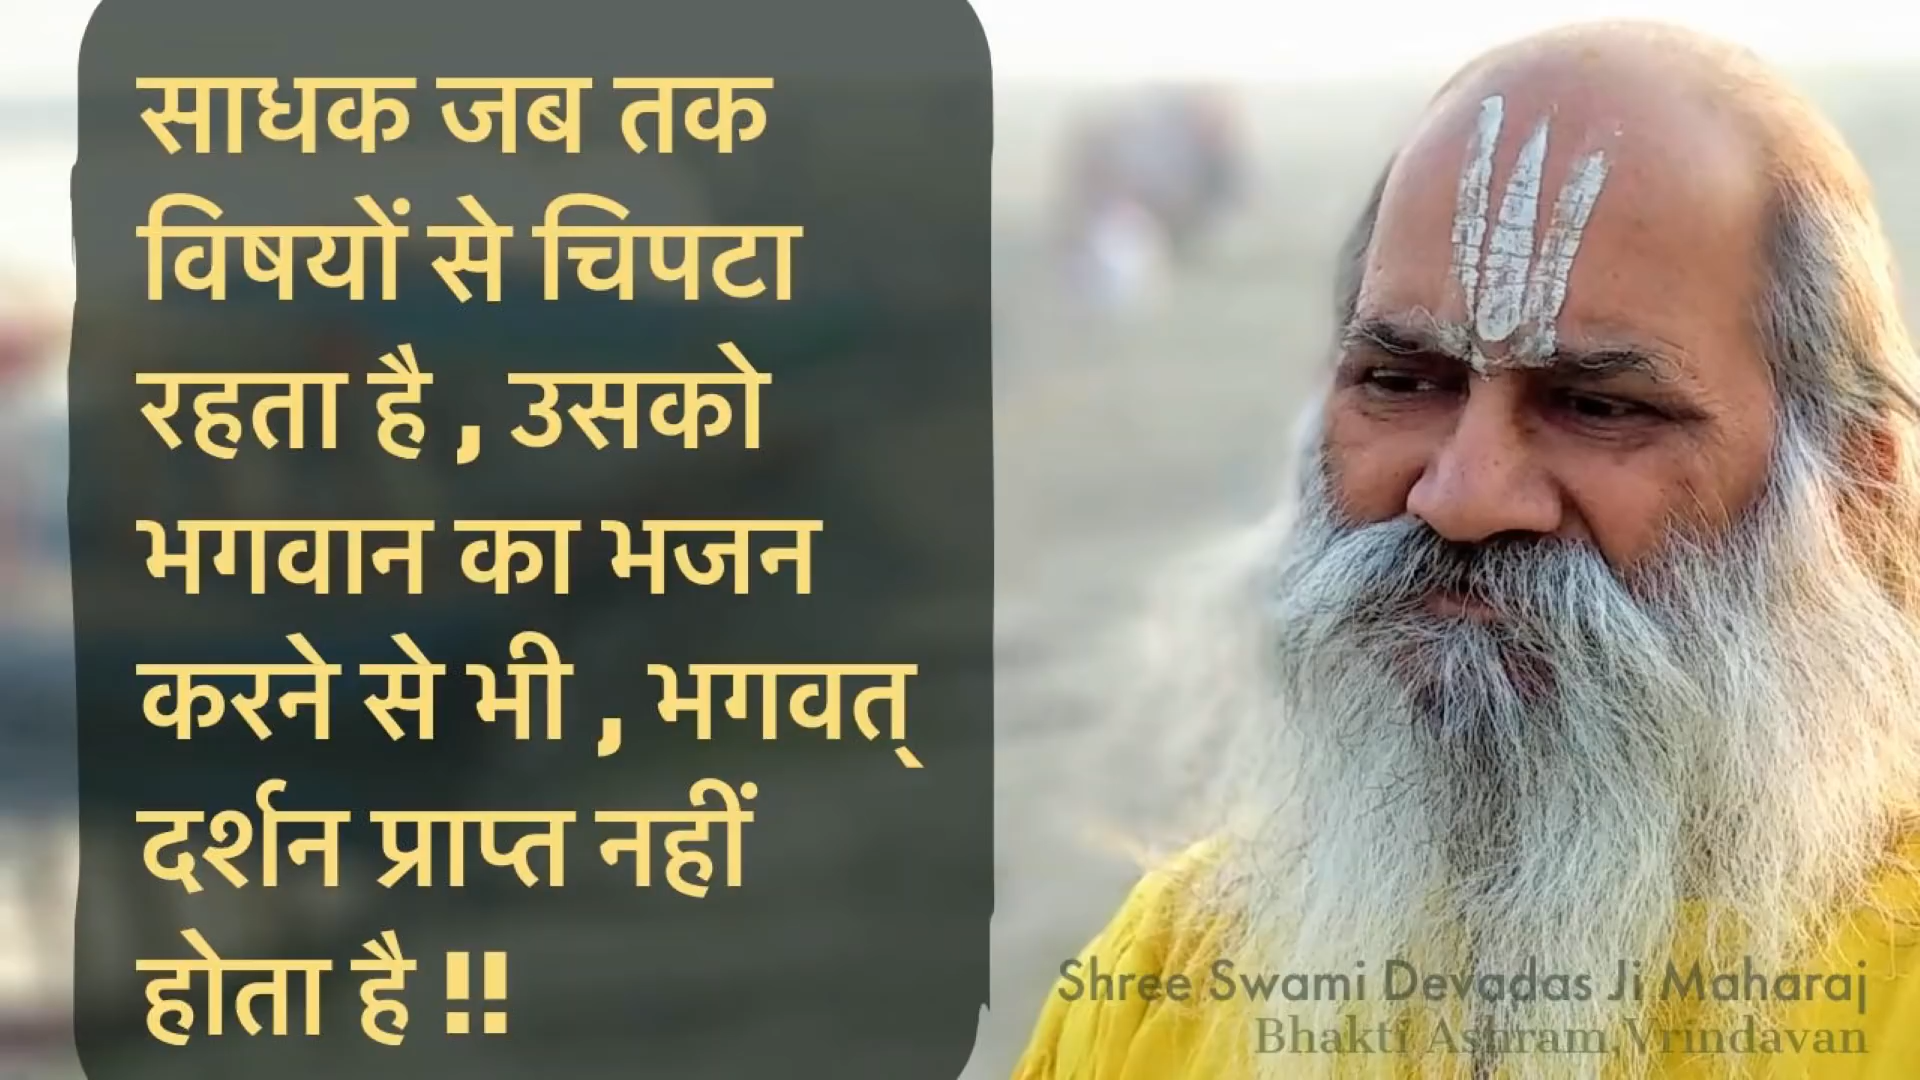 साधक जब तक
विषयों से चिपटा
रहता है , उसको
भगवान का भजन
करने से भी , भगवत्
दर्शन प्राप्त नहीं
होता है !!
Shree Swami Devadas Ji Maharaj
Bhakti Ashram,Vrindavan